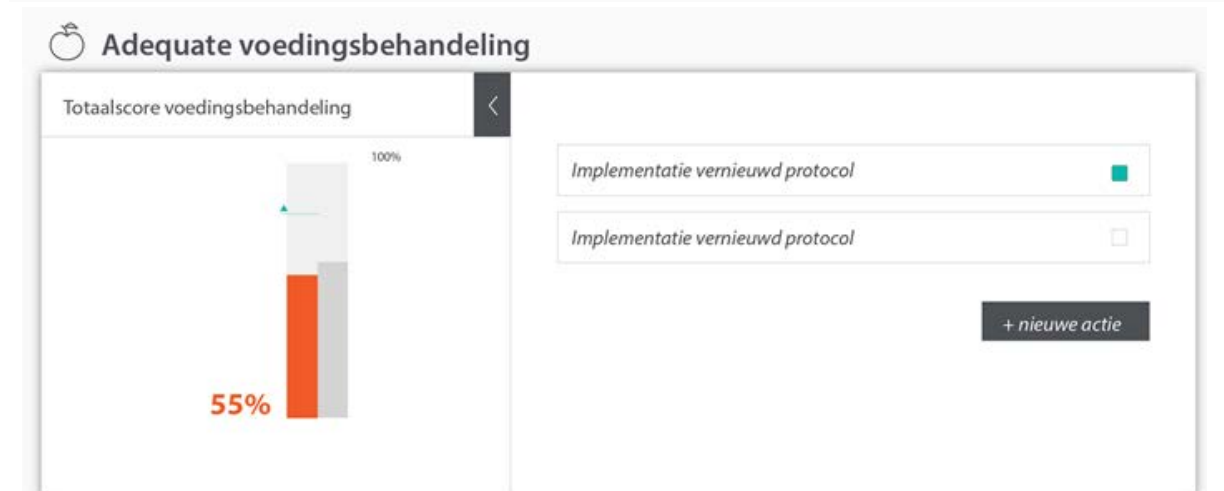 Adequate voedingsbehandeling
Totaalscore voedingsbehandeling
100%
55%
Implementatie vernieuwd protocol
Implementatie vernieuwd protocol
+ nieuwe actie